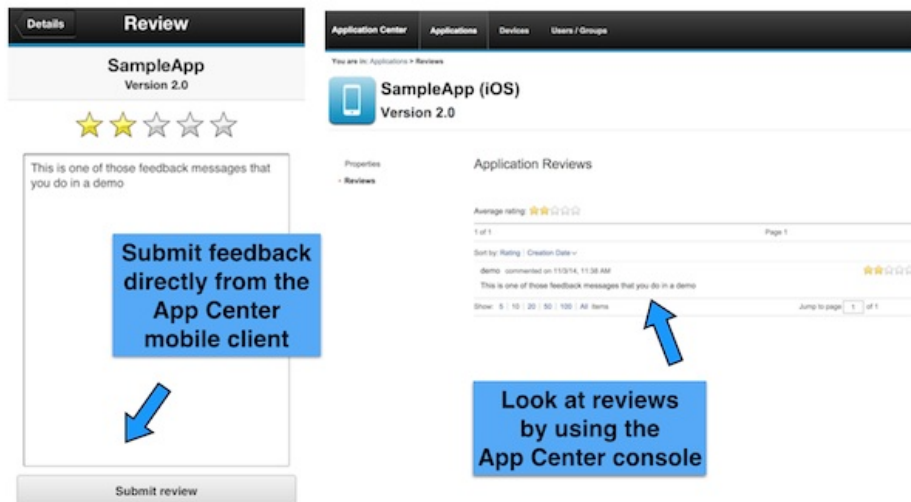 Details
Review
SampleApp
Version 2.0
This is one of those feedback messages that
you do in a demo
Submit feedback
directly from the
App Center
mobile client
Submit review
Application Center Applications Devices Users / Groups
You are in: Applications > Reviews
SampleApp (iOS)
Version 2.0
Properties
Reviews
Application Reviews
Average rating:
1 of 1 Page 1
Sort by: Rating | Creation Date
demo commented on 11/3/14, 11:38 AM
This is one of those feedback messages that you do in a demo
Show: 5 | 10 | 20 | 50 | 100 | All items Jump to page 1 of 1
Look at reviews
by using the
App Center console